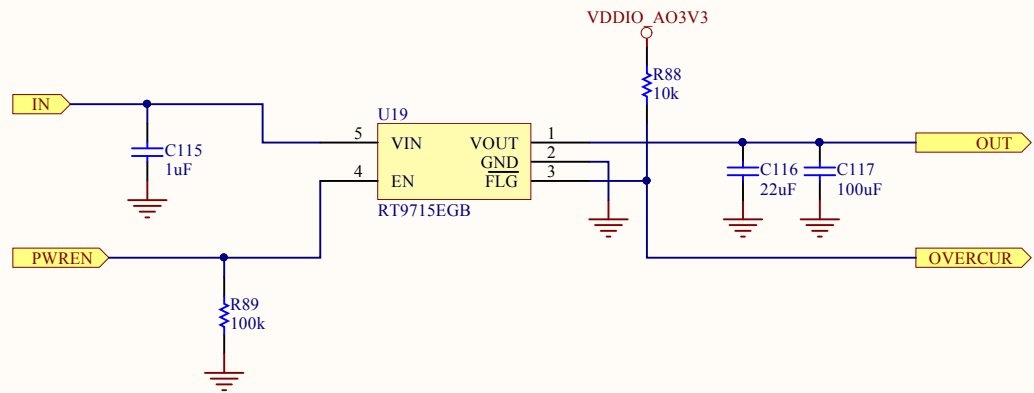 VDDIO_AO3V3
R88
10k
IN
U19
C115
1uF
5
VIN
VOUT
1
GND
2
4
EN
FLG
3
RT9715EGB
OUT
C116
22uF
C117
100uF
PWREN
OVERCUR
R89
100k